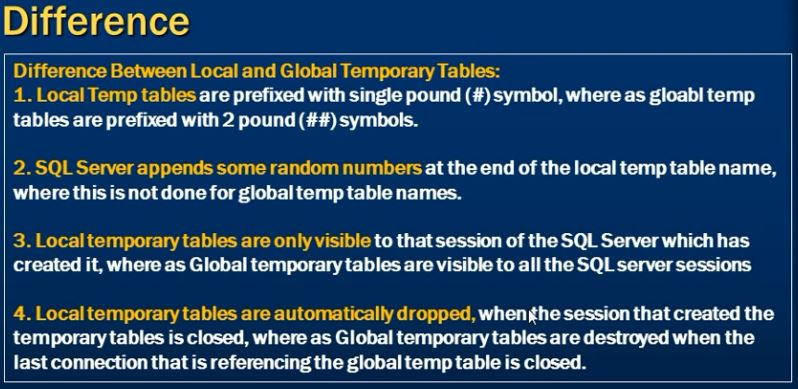 Difference
Difference Between Local and Global Temporary Tables:
1. Local Temp tables are prefixed with single pound (#) symbol, where as gloabl temp
tables are prefixed with 2 pound (##) symbols.
2. SQL Server appends some random numbers at the end of the local temp table name,
where this is not done for global temp table names.
3. Local temporary tables are only visible to that session of the SQL Server which has
created it, where as Global temporary tables are visible to all the SQL server sessions
4. Local temporary tables are automatically dropped, when the session that created the
temporary tables is closed, where as Global temporary tables are destroyed when the
last connection that is referencing the global temp table is closed.